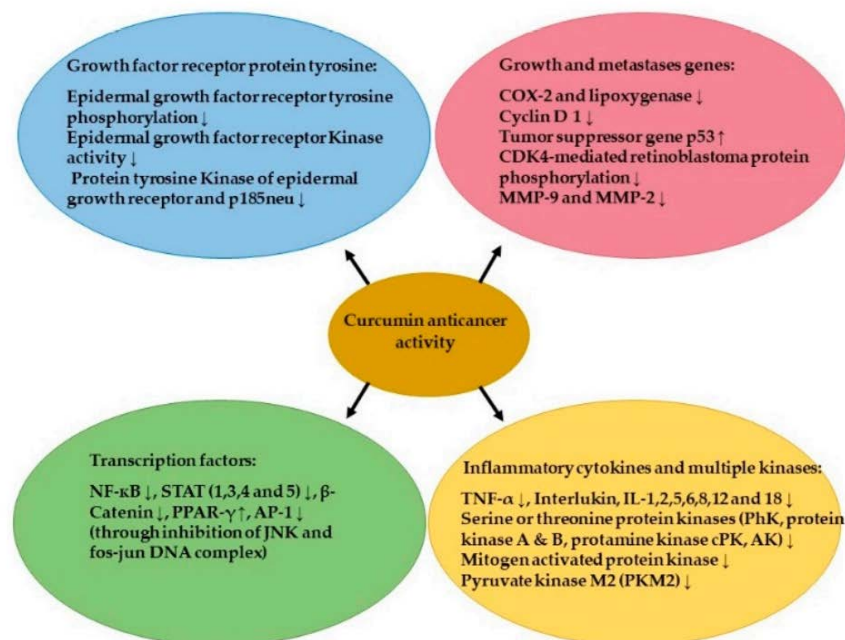 Growth factor receptor protein tyrosine:
Epidermal growth factor receptor tyrosine
phosphorylation ↓
Epidermal growth factor receptor Kinase
activity ↓
Protein tyrosine Kinase of epidermal
growth receptor and p185neu ↓
Growth and metastases genes:
COX-2 and lipoxygenase ↓
Cyclin D 1 ↓
Tumor suppressor gene p53 ↑
CDK4-mediated retinoblastoma protein
phosphorylation ↓
MMP-9 and MMP-2 ↓
Curcumin anticancer
activity
Transcription factors:
NF-κB ↓, STAT (1,3,4 and 5) ↓, β-
Catenin ↓, PPAR-γ↑, AP-1 ↓
(through inhibition of JNK and
fos-jun DNA complex)
Inflammatory cytokines and multiple kinases:
TNF-α ↓, Interlukin, IL-1,2,5,6,8,12 and 18 ↓
Serine or threonine protein kinases (PhK, protein
kinase A & B, protamine kinase cPK, AK) ↓
Mitogen activated protein kinase ↓
Pyruvate kinase M2 (PKM2) ↓